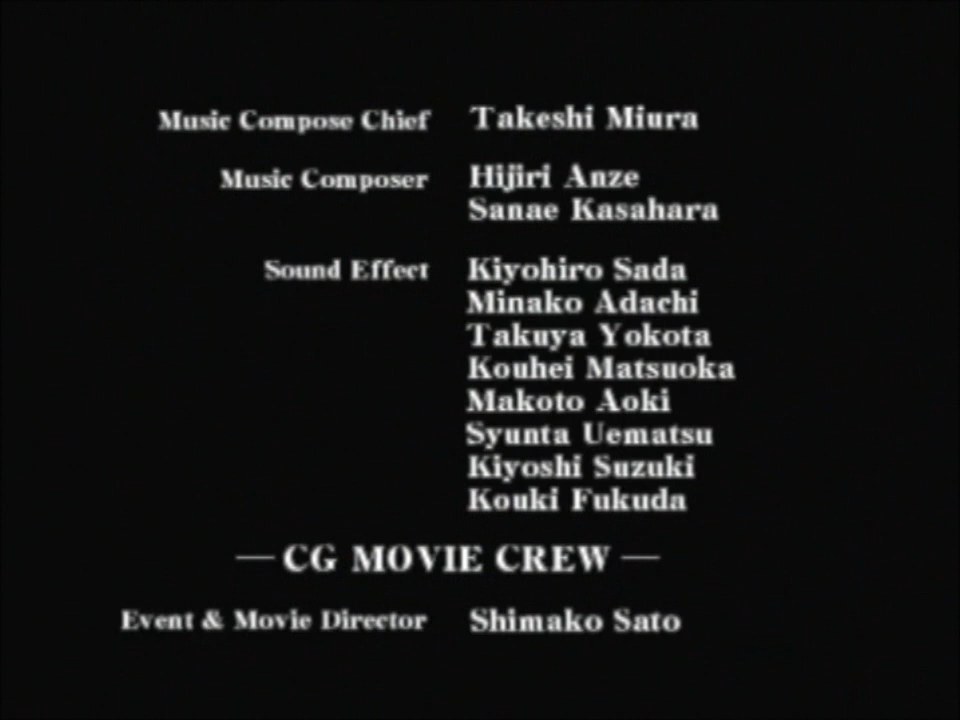 Music Compose Chief Takeshi Miura
Music Composer Hijiri Anze
Sanae Kasahara
Sound Effect Kiyohiro Sada
Minako Adachi
Takuya Yokota
Kouhei Matsuoka
Makoto Aoki
Syunta Uematsu
Kiyoshi Suzuki
Kouki Fukuda
— CG MOVIE CREW —
Event & Movie Director Shimako Sato